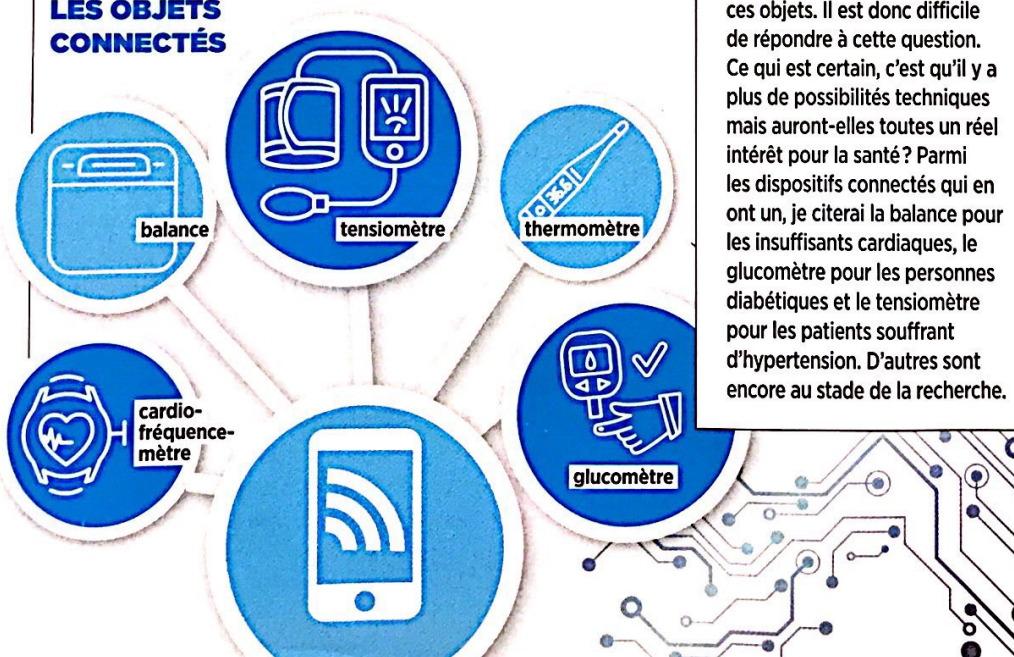 LES OBJETS
CONNECTÉS
balance
tensiomètre
thermomètre
36.6
cardio-
fréquence-
mètre
glucomètre
ces objets. Il est donc difficile
de répondre à cette question.
Ce qui est certain, c'est qu'il y a
plus de possibilités techniques
mais auront-elles toutes un réel
intérêt pour la santé ? Parmi
les dispositifs connectés qui en
ont un, je citerai la balance pour
les insuffisants cardiaques, le
glucomètre pour les personnes
diabétiques et le tensiomètre
pour les patients souffrant
d'hypertension. D'autres sont
encore au stade de la recherche.